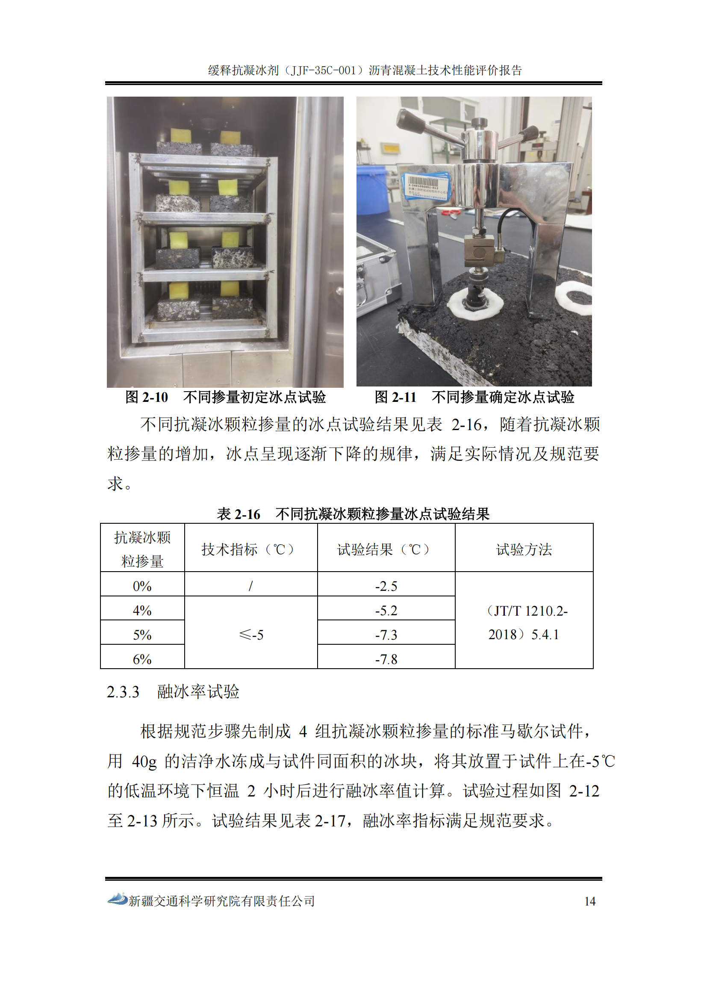 缓释抗凝冰剂（JJF-35C-001）沥青混凝土技术性能评价报告
2-2401050051-012
图 2-10 不同掺量初定冰点试验
图 2-11 不同掺量确定冰点试验
不同抗凝冰颗粒掺量的冰点试验结果见表 2-16，随着抗凝冰颗
粒掺量的增加，冰点呈现逐渐下降的规律，满足实际情况及规范要
求。
表 2-16 不同抗凝冰颗粒掺量冰点试验结果
抗凝冰颗
粒掺量
技术指标（℃）
试验结果（℃）
试验方法
0%
/
-2.5
4%
-5.2
5%
≤-5
-7.3
6%
-7.8
（JT/T 1210.2-
2018）5.4.1
2.3.3 融冰率试验
根据规范步骤先制成 4 组抗凝冰颗粒掺量的标准马歇尔试件，
用 40g 的洁净水冻成与试件同面积的冰块，将其放置于试件上在-5℃
的低温环境下恒温 2 小时后进行融冰率值计算。试验过程如图 2-12
至 2-13 所示。试验结果见表 2-17，融冰率指标满足规范要求。
新疆交通科学研究院有限责任公司
14